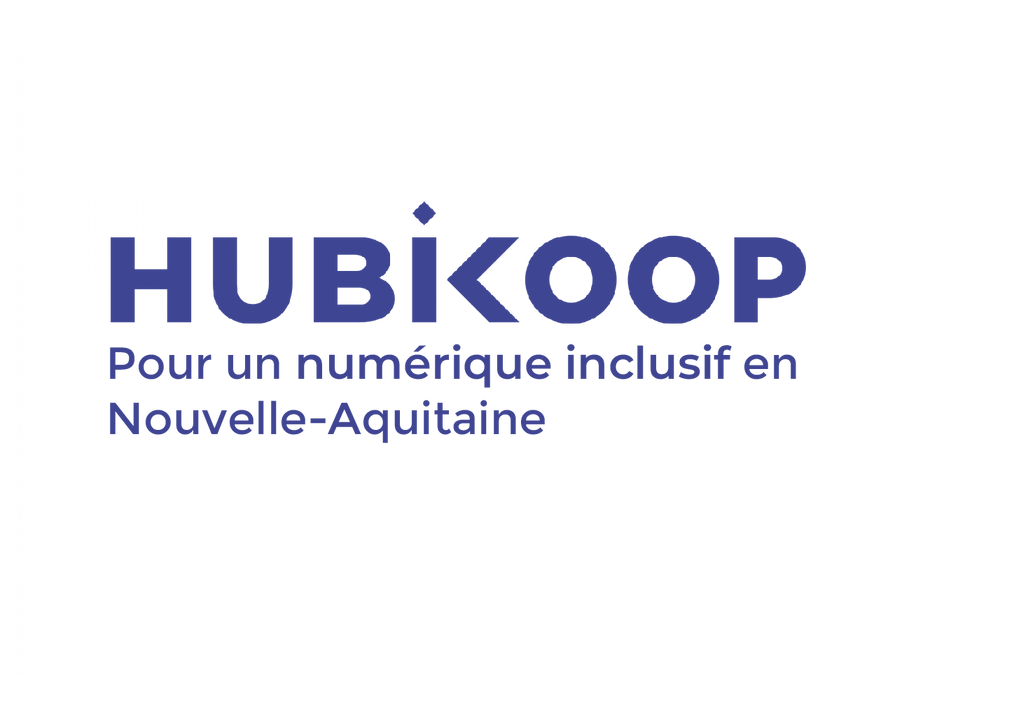 HUBIKOOP
Pour un numérique inclusif en
Nouvelle-Aquitaine